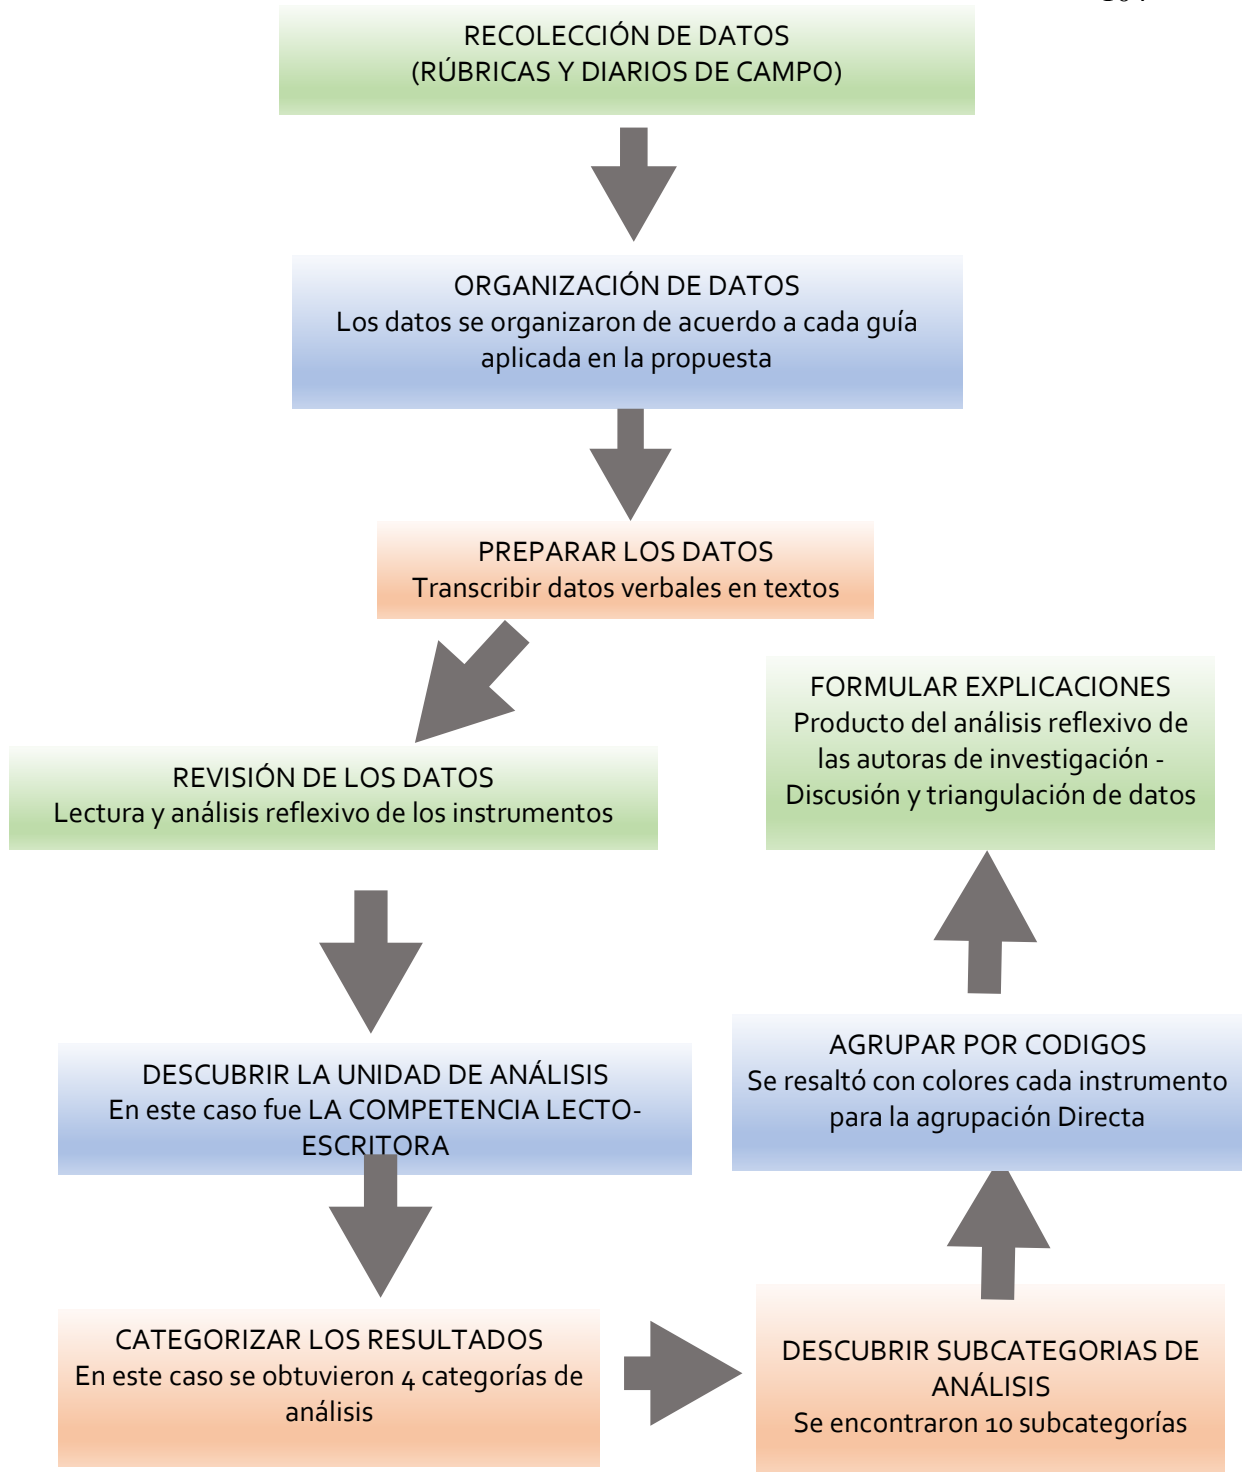 RECOLECCIÓN DE DATOS
(RÚBRICAS Y DIARIOS DE CAMPO)
ORGANIZACIÓN DE DATOS
Los datos se organizaron de acuerdo a cada guía
aplicada en la propuesta
PREPARAR LOS DATOS
Transcribir datos verbales en textos
REVISIÓN DE LOS DATOS
Lectura y análisis reflexivo de los instrumentos
DESCUBRIR LA UNIDAD DE ANÁLISIS
En este caso fue LA COMPETENCIA LECTO-
ESCRITORA
CATEGORIZAR LOS RESULTADOS
En este caso se obtuvieron 4 categorías de
análisis
DESCUBRIR SUBCATEGORIAS DE
ANÁLISIS
Se encontraron 10 subcategorías
AGRUPAR POR CODIGOS
Se resaltó con colores cada instrumento
para la agrupación Directa
FORMULAR EXPLICACIONES
Producto del análisis reflexivo de
las autoras de investigación -
Discusión y triangulación de datos